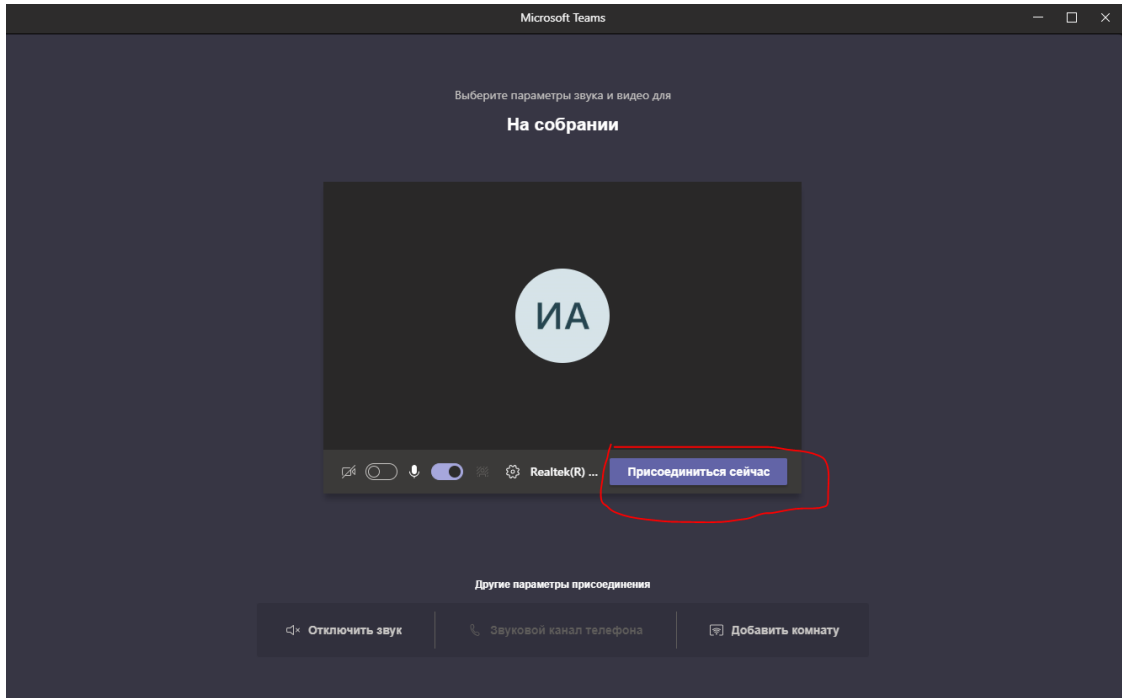 Microsoft Teams
Выберите параметры звука и видео для
На собрании
ИА
Realtek(R) ...
Присоединиться сейчас
Другие параметры присоединения
Отключить звук
Звуковой канал телефона
Добавить комнату